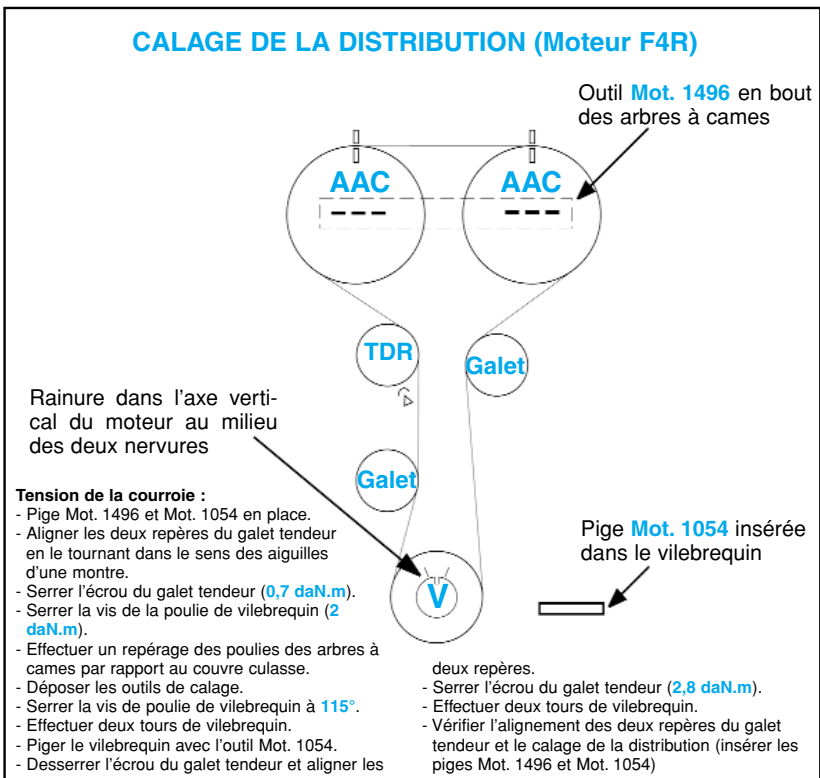 CALAGE DE LA DISTRIBUTION (Moteur F4R)
Outil Mot. 1496 en bout
des arbres à cames
AAC
AAC
TDR
Galet
Rainure dans l'axe verti-
cal du moteur au milieu
des deux nervures
Galet
V
Pige Mot. 1054 insérée
dans le vilebrequin
Tension de la courroie :
- Pige Mot. 1496 et Mot. 1054 en place.
- Aligner les deux repères du galet tendeur
en le tournant dans le sens des aiguilles
d'une montre.
- Serrer l'écrou du galet tendeur (0,7 daN.m).
- Serrer la vis de la poulie de vilebrequin (2
daN.m).
- Effectuer un repérage des poulies des arbres à
cames par rapport au couvre culasse.
- Déposer les outils de calage.
- Serrer la vis de poulie de vilebrequin à 115°.
- Effectuer deux tours de vilebrequin.
- Piger le vilebrequin avec l'outil Mot. 1054.
- Desserrer l'écrou du galet tendeur et aligner les
deux repères.
- Serrer l'écrou du galet tendeur (2,8 daN.m).
- Effectuer deux tours de vilebrequin.
- Vérifier l'alignement des deux repères du galet
tendeur et le calage de la distribution (insérer les
piges Mot. 1496 et Mot. 1054)